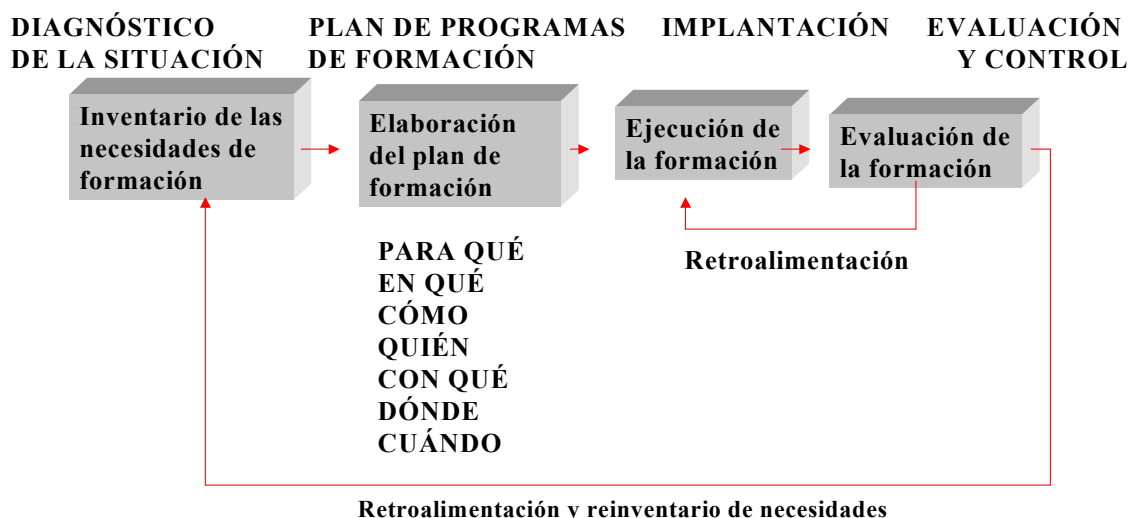 DIAGNÓSTICO
DE LA SITUACIÓN
PLAN DE PROGRAMAS
DE FORMACIÓN
IMPLANTACIÓN
EVALUACIÓN
Y CONTROL
Inventario de las
necesidades de
formación
Elaboración
del plan de
formación
Ejecución de
la formación
Evaluación de
la formación
PARA QUÉ
EN QUÉ
CÓMO
QUIÉN
CON QUÉ
DÓNDE
CUÁNDO
Retroalimentación
Retroalimentación y reinventario de necesidades